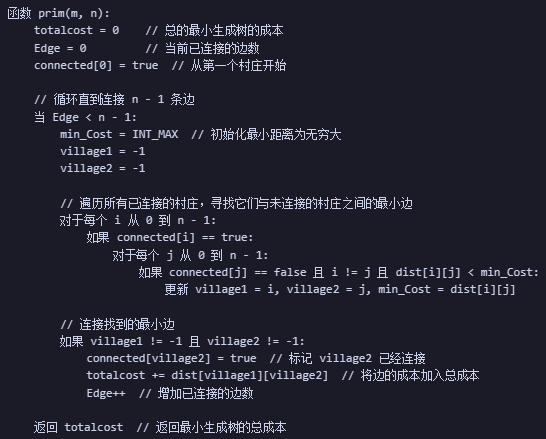 函数 prim(m, n):
    totalcost = 0    // 总的最小生成树的成本
    Edge = 0         // 当前已连接的边数
    connected[0] = true  // 从第一个村庄开始

    // 循环直到连接 n - 1 条边
    当 Edge < n - 1:
        min_Cost = INT_MAX  // 初始化最小距离为无穷大
        village1 = -1
        village2 = -1

        // 遍历所有已连接的村庄，寻找它们与未连接的村庄之间的最小边
        对于每个 i 从 0 到 n - 1:
            如果 connected[i] == true:
                对于每个 j 从 0 到 n - 1:
                    如果 connected[j] == false 且 i != j 且 dist[i][j] < min_Cost:
                        更新 village1 = i, village2 = j, min_Cost = dist[i][j]

        // 连接找到的最小边
        如果 village1 != -1 且 village2 != -1:
            connected[village2] = true  // 标记 village2 已经连接
            totalcost += dist[village1][village2]  // 将边的成本加入总成本
            Edge++  // 增加已连接的边数

    返回 totalcost  // 返回最小生成树的总成本